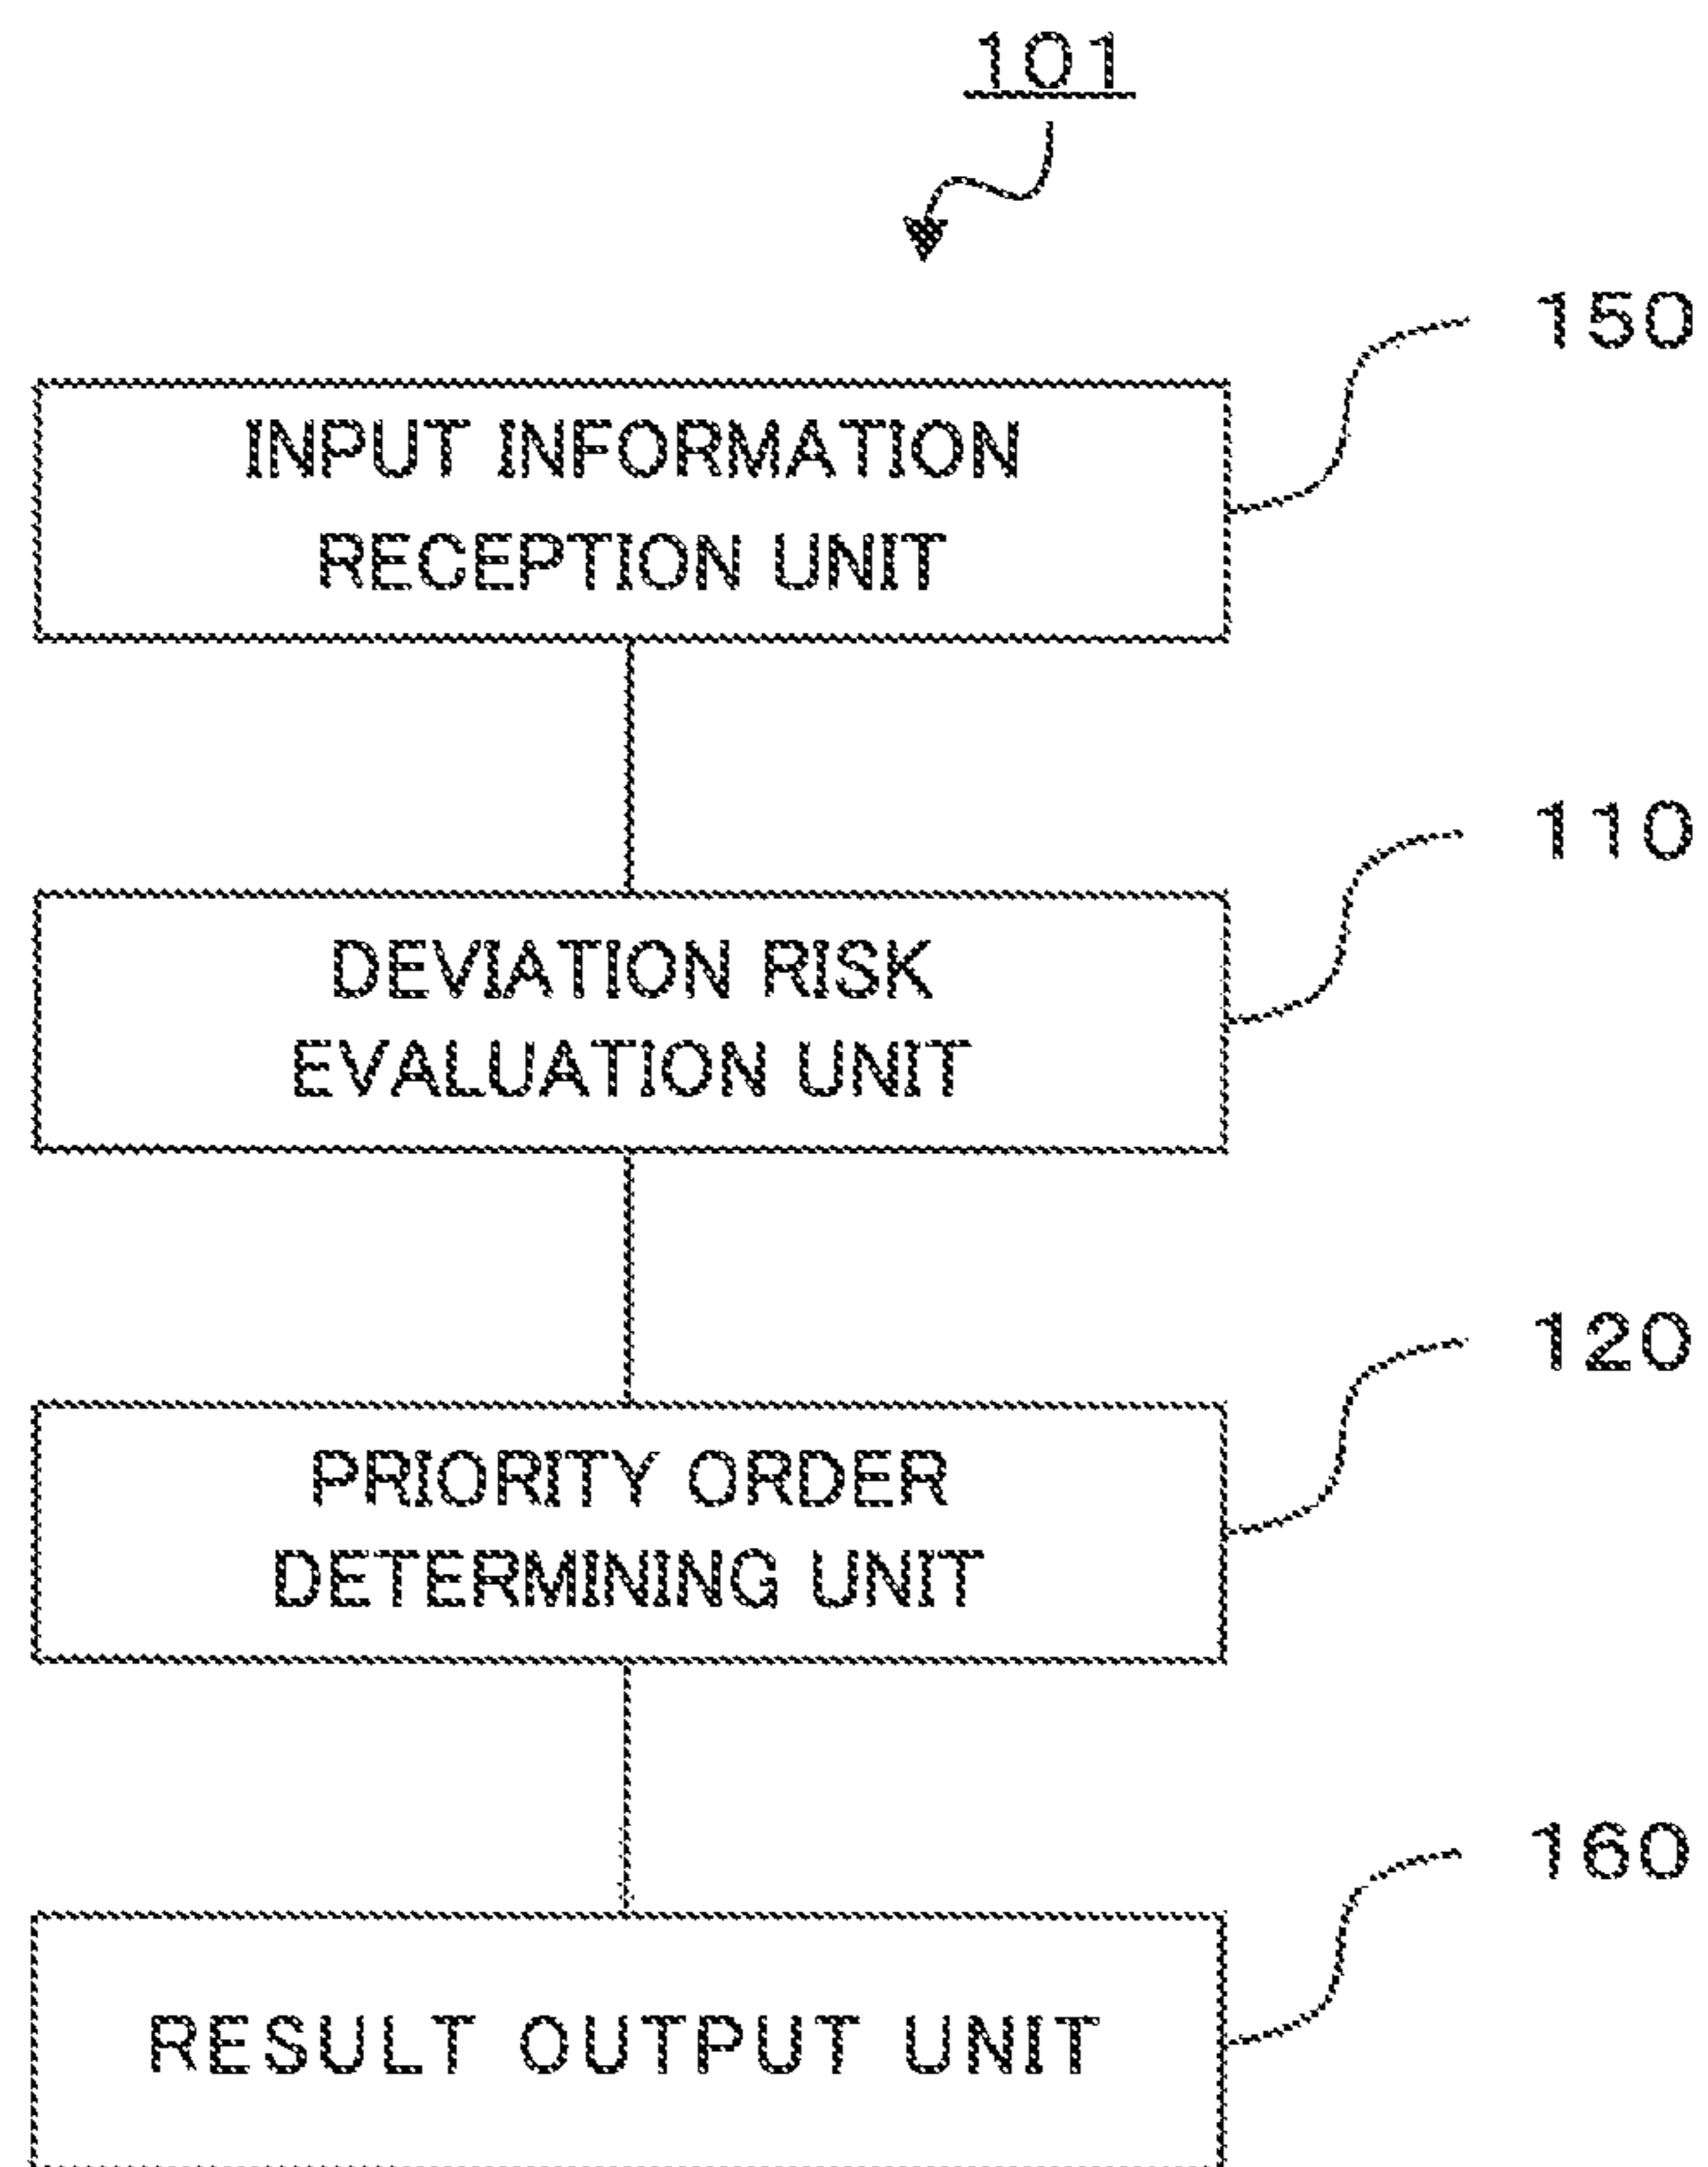 101
150
INPUT INFORMATION
RECEPTION UNIT
110
DEVIATION RISK
EVALUATION UNIT
120
PRIORITY ORDER
DETERMINING UNIT
160
RESULT OUTPUT UNIT